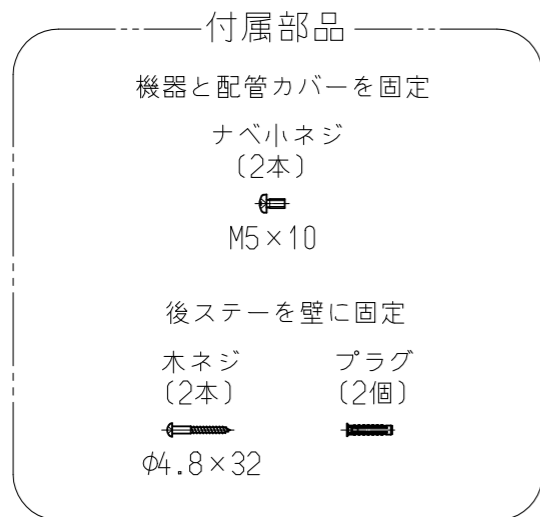 付属部品
機器と配管カバーを固定
ナベ小ネジ
(2本)
M5×10
後ステーを壁に固定
木ネジ プラグ
(2本) (2個)
φ4.8×32